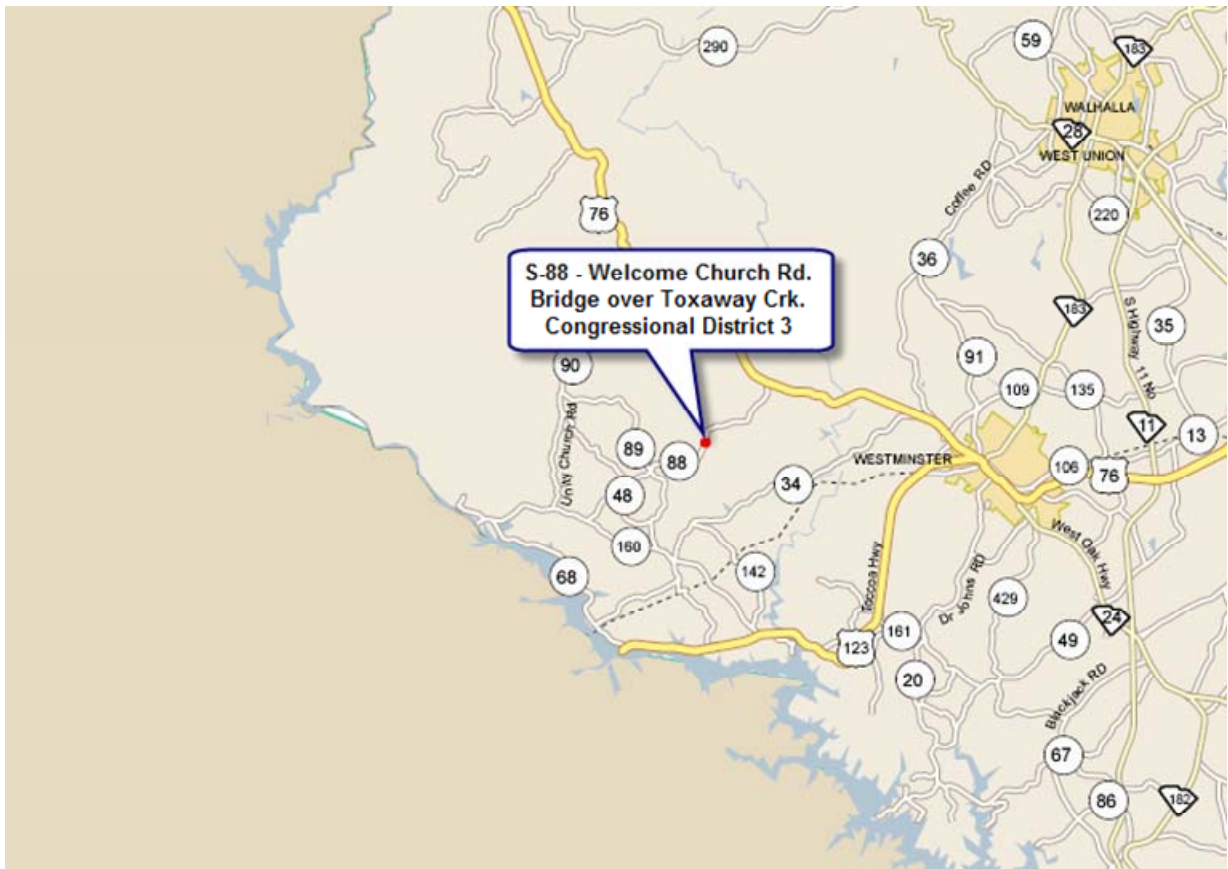 290
59
183
WALHALLA
28
WEST UNION
Coffee RD
220
76
36
S-88 - Welcome Church Rd.
Bridge over Toxaway Crk.
Congressional District 3
183
S Highway 11 No
35
90
91
109
135
Unity Church Rd
11
13
89
88
WESTMINSTER
106
76
34
48
160
West Oak Hwy
68
142
Toccoa Hwy
Dr Johns RD
429
24
161
123
49
20
Blackjack RD
67
86
182